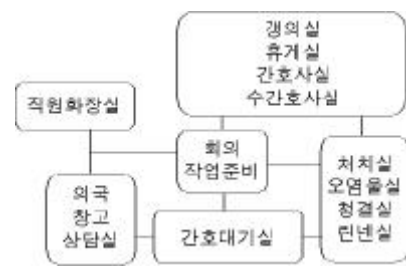 갱의실
휴게실
간호사실
수간호사실
직원화장실
회의
작업준비
처치실
오염물실
청결실
린넨실
의국
창고
상담실
간호대기실